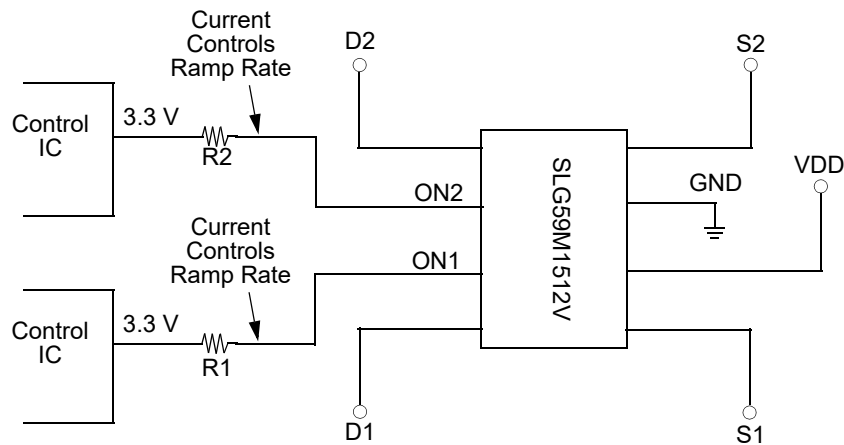 Current
Controls
Ramp Rate
D2
S2
Control
IC
3.3 V
R2
ON2
GND
VDD
SLG59M1512V
Current
Controls
Ramp Rate
ON1
Control
IC
3.3 V
R1
D1
S1